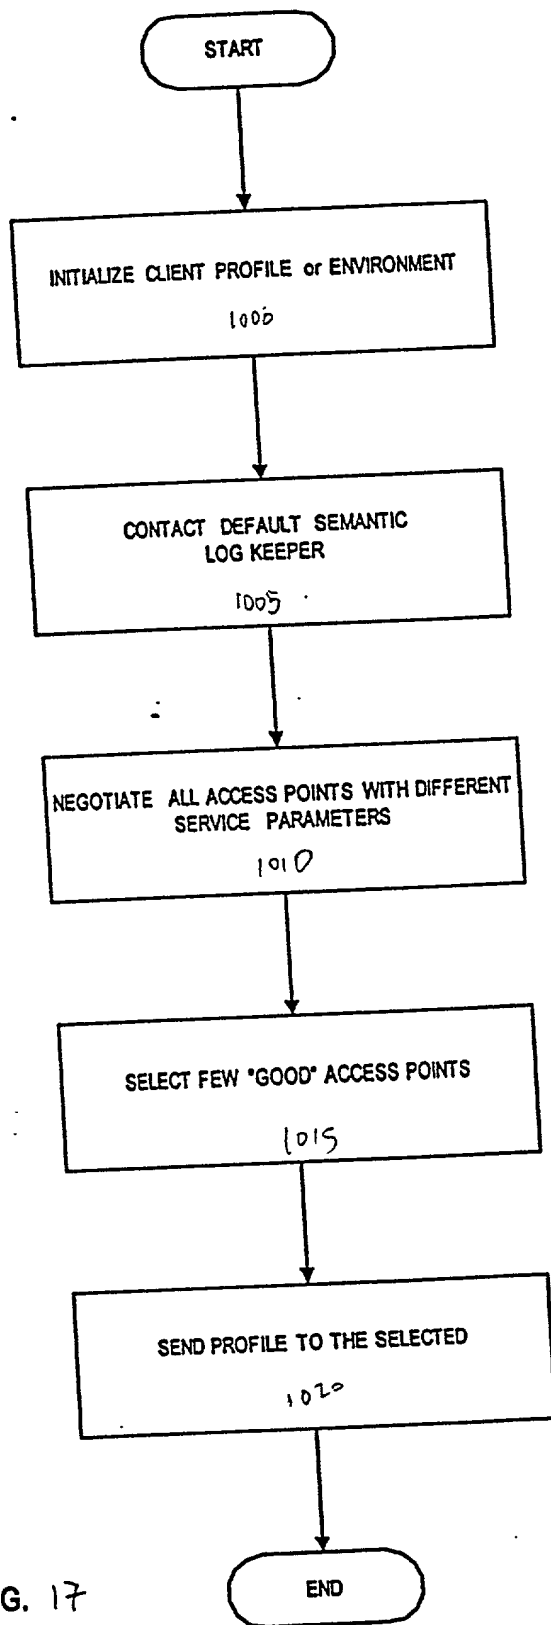 START
INITIALIZE CLIENT PROFILE or ENVIRONMENT
1000
CONTACT DEFAULT SEMANTIC
LOG KEEPER
1005
NEGOTIATE ALL ACCESS POINTS WITH DIFFERENT
SERVICE PARAMETERS
1010
SELECT FEW "GOOD" ACCESS POINTS
1015
SEND PROFILE TO THE SELECTED
1020
END
G. 17